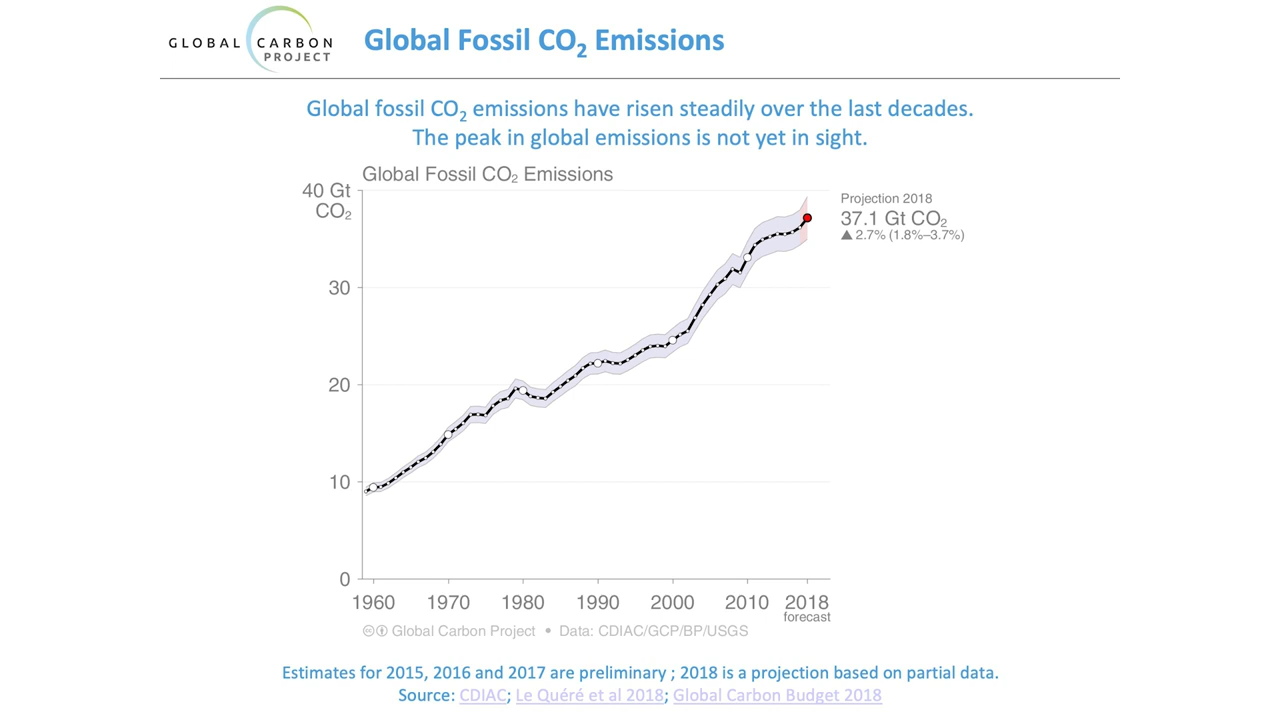 GLOBAL CARBON
PROJECT
Global Fossil CO₂ Emissions
Global fossil CO₂ emissions have risen steadily over the last decades.
The peak in global emissions is not yet in sight.
Global Fossil CO₂ Emissions
40 Gt
CO₂
30
20
10
0
Projection 2018
37.1 Gt CO₂
▲ 2.7% (1.8%–3.7%)
1960 1970 1980 1990 2000 2010 2018
forecast
Global Carbon Project • Data: CDIAC/GCP/BP/USGS
Estimates for 2015, 2016 and 2017 are preliminary ; 2018 is a projection based on partial data.
Source: CDIAC; Le Quéré et al 2018; Global Carbon Budget 2018